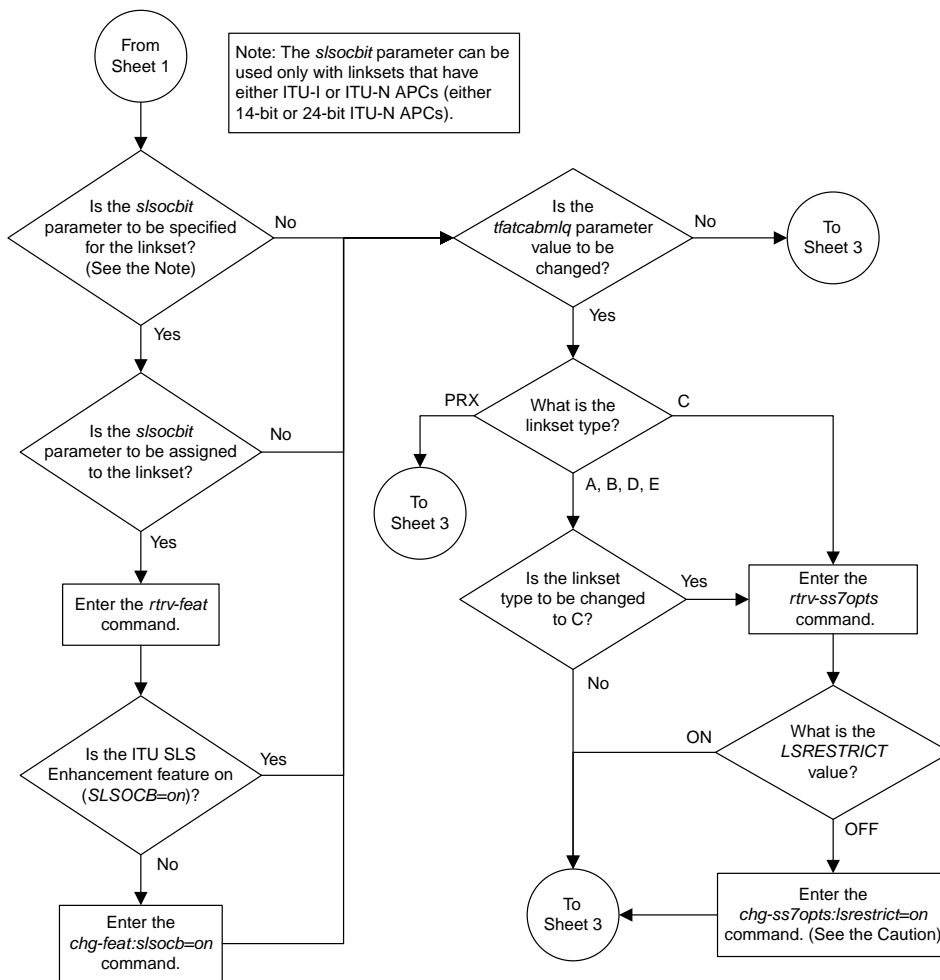 From
Sheet 1
Note: The slsocbit parameter can be
used only with linksets that have
either ITU-I or ITU-N APCs (either
14-bit or 24-bit ITU-N APCs).
Is the slsocbit
parameter to be specified
for the linkset?
(See the Note)
No
Yes
Is the slsocbit
parameter to be assigned
to the linkset?
No
Yes
Enter the rtrv-feat
command.
Is the ITU SLS
Enhancement feature on
(SLSOCB=on)?
Yes
No
Enter the
chg-feat:slsocb=on
command.
Is the
tfatcabmlq parameter
value to be
changed?
No
To
Sheet 3
Yes
What is the
linkset type?
PRX
C
To
Sheet 3
A, B, D, E
Is the linkset
type to be changed
to C?
Yes
No
Enter the
rtrv-ss7opts
command.
What is the
LSRESTRICT
value?
ON
OFF
Enter the
chg-ss7opts:lsrestrict=on
command. (See the Caution)
To
Sheet 3